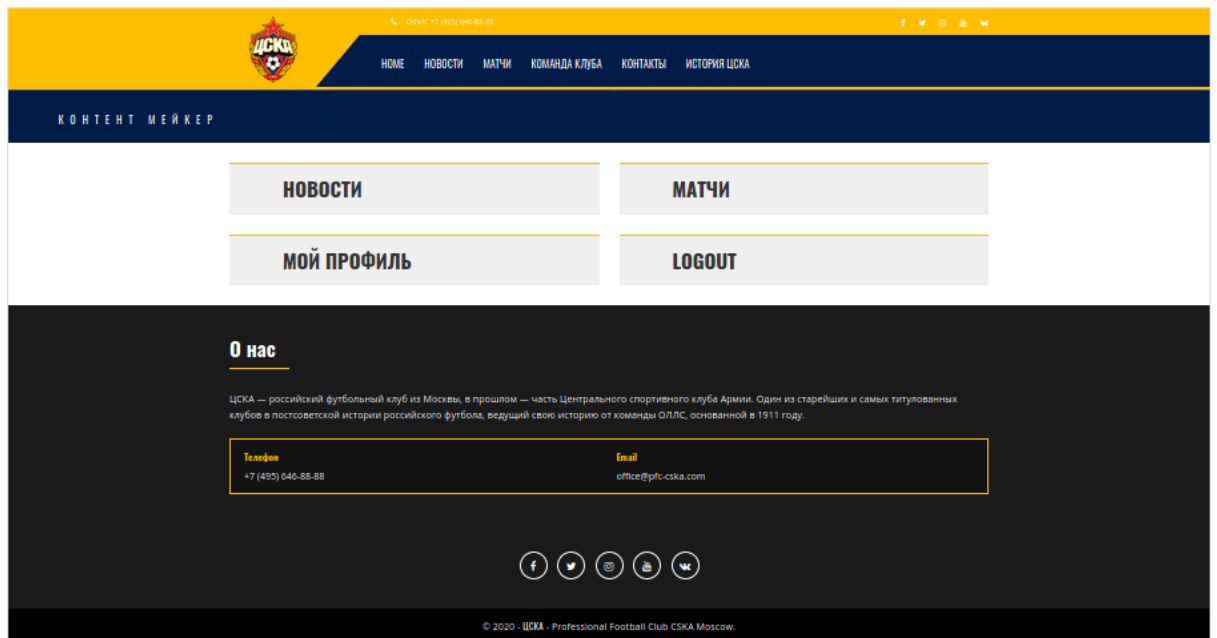 ОФИС +7 (495) 646-88-88
ЦСКА
HOME НОВОСТИ МАТЧИ КОМАНДА КЛУБА КОНТАКТЫ ИСТОРИЯ ЦСКА
КОНТЕНТ МЕЙКЕР
НОВОСТИ МАТЧИ
МОЙ ПРОФИЛЬ LOGOUT
О нас
ЦСКА — российский футбольный клуб из Москвы, в прошлом — часть Центрального спортивного клуба Армии. Один из старейших и самых титулованных
клубов в постсоветской истории российского футбола, ведущий свою историю от команды ОЛЛС, основанной в 1911 году.
Телефон Email
+7 (495) 646-88-88 office@pfc-cska.com
© 2020 - ЦСКА - Professional Football Club CSKA Moscow.